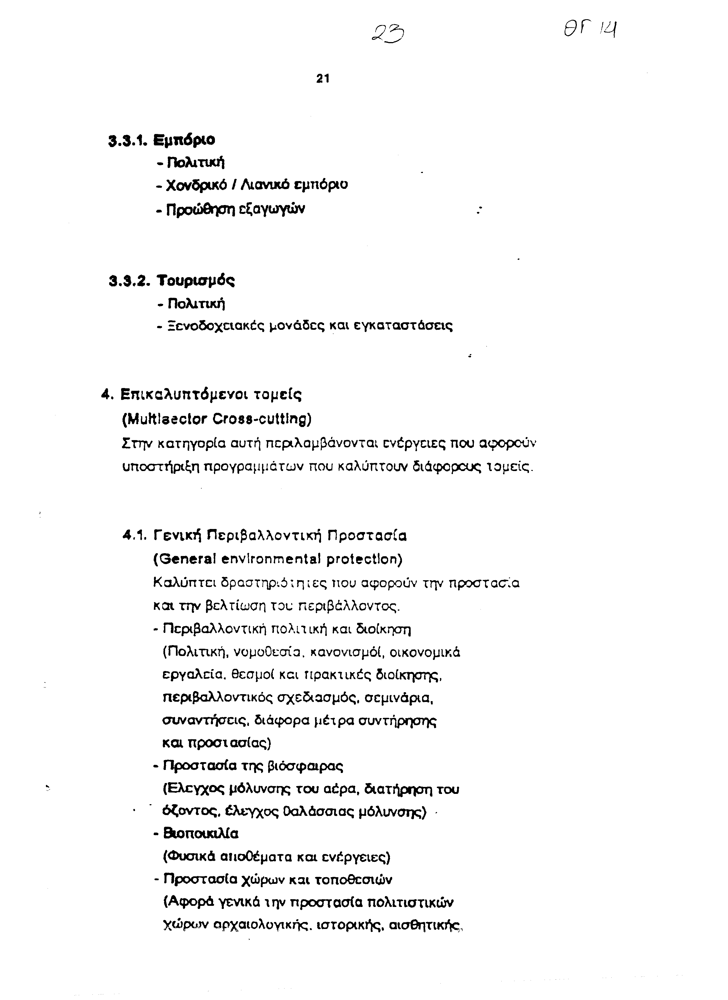 23
ΘΓ 14
21
3.3.1. Εμπόριο
- Πολιτική
- Χονδρικό / Λιανικό εμπόριο
- Προώθηση εξαγωγών
3.3.2. Τουρισμός
- Πολιτική
- Ξενοδοχειακές μονάδες και εγκαταστάσεις
4. Επικαλυπτόμενοι τομείς
(Multisector Cross-cutting)
Στην κατηγορία αυτή περιλαμβάνονται ενέργειες που αφορούν
υποστήριξη προγραμμάτων που καλύπτουν διάφορους τομείς.
4.1. Γενική Περιβαλλοντική Προστασία
(General environmental protection)
Καλύπτει δραστηριότητες που αφορούν την προστασία
και την βελτίωση του περιβάλλοντος.
- Περιβαλλοντική πολιτική και διοίκηση
(Πολιτική, νομοθεσία, κανονισμόί, οικονομικά
εργαλεία, θεσμοί και πρακτικές διοίκησης,
περιβαλλοντικός σχεδιασμός, σεμινάρια,
συναντήσεις, διάφορα μέτρα συντήρησης
και προστασίας)
- Προστασία της βιόσφαιρας
(Ελεγχος μόλυνσης του αέρα, διατήρηση του
όζοντος, έλεγχος θαλάσσιας μόλυνσης)
- Βιοποικιλία
(Φυσικά αποθέματα και ενέργειες)
- Προστασία χώρων και τοποθεσιών
(Αφορά γενικά την προστασία πολιτιστικών
χώρων αρχαιολογικής, ιστορικής, αισθητικής,